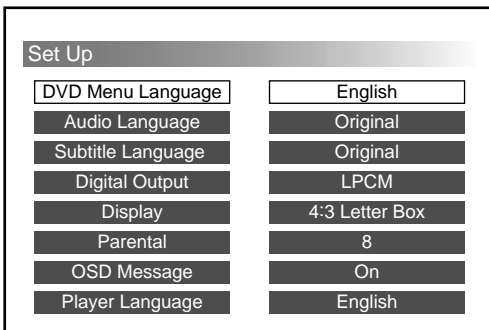 Set Up
DVD Menu Language English
Audio Language Original
Subtitle Language Original
Digital Output LPCM
Display 4:3 Letter Box
Parental 8
OSD Message On
Player Language English